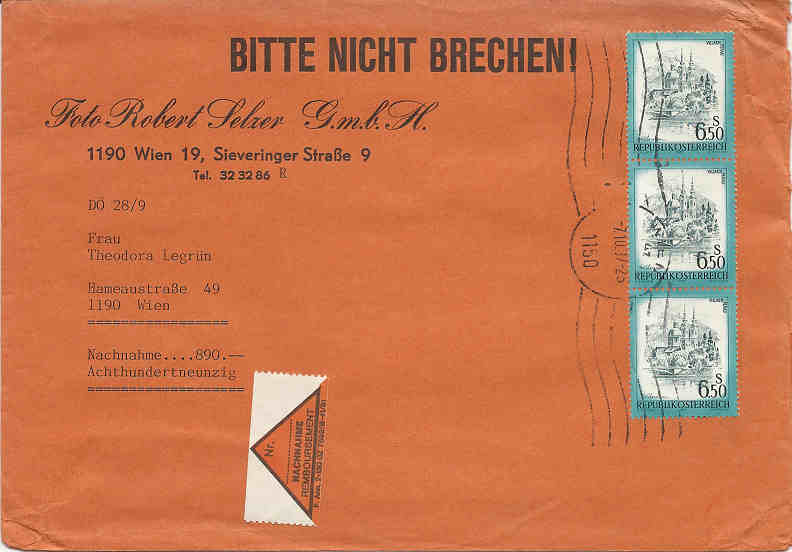 BITTE NICHT BRECHEN!
Foto Robert Selzer G.m.b.H.
1190 Wien 19, Sieveringer Straße 9
Tel. 32 32 86 R
DÖ 28/9
Frau
Theodora Legrün
Hameaustraße 49
1190 Wien
=================
Nachnahme....890.--
Achthundertneunzig
===================
S
6.50
REPUBLIK ÖSTERREICH
S
6.50
REPUBLIK ÖSTERREICH
S
6.50
REPUBLIK ÖSTERREICH
1150
Nr.
NACHNAHME
REMBOURSEMENT